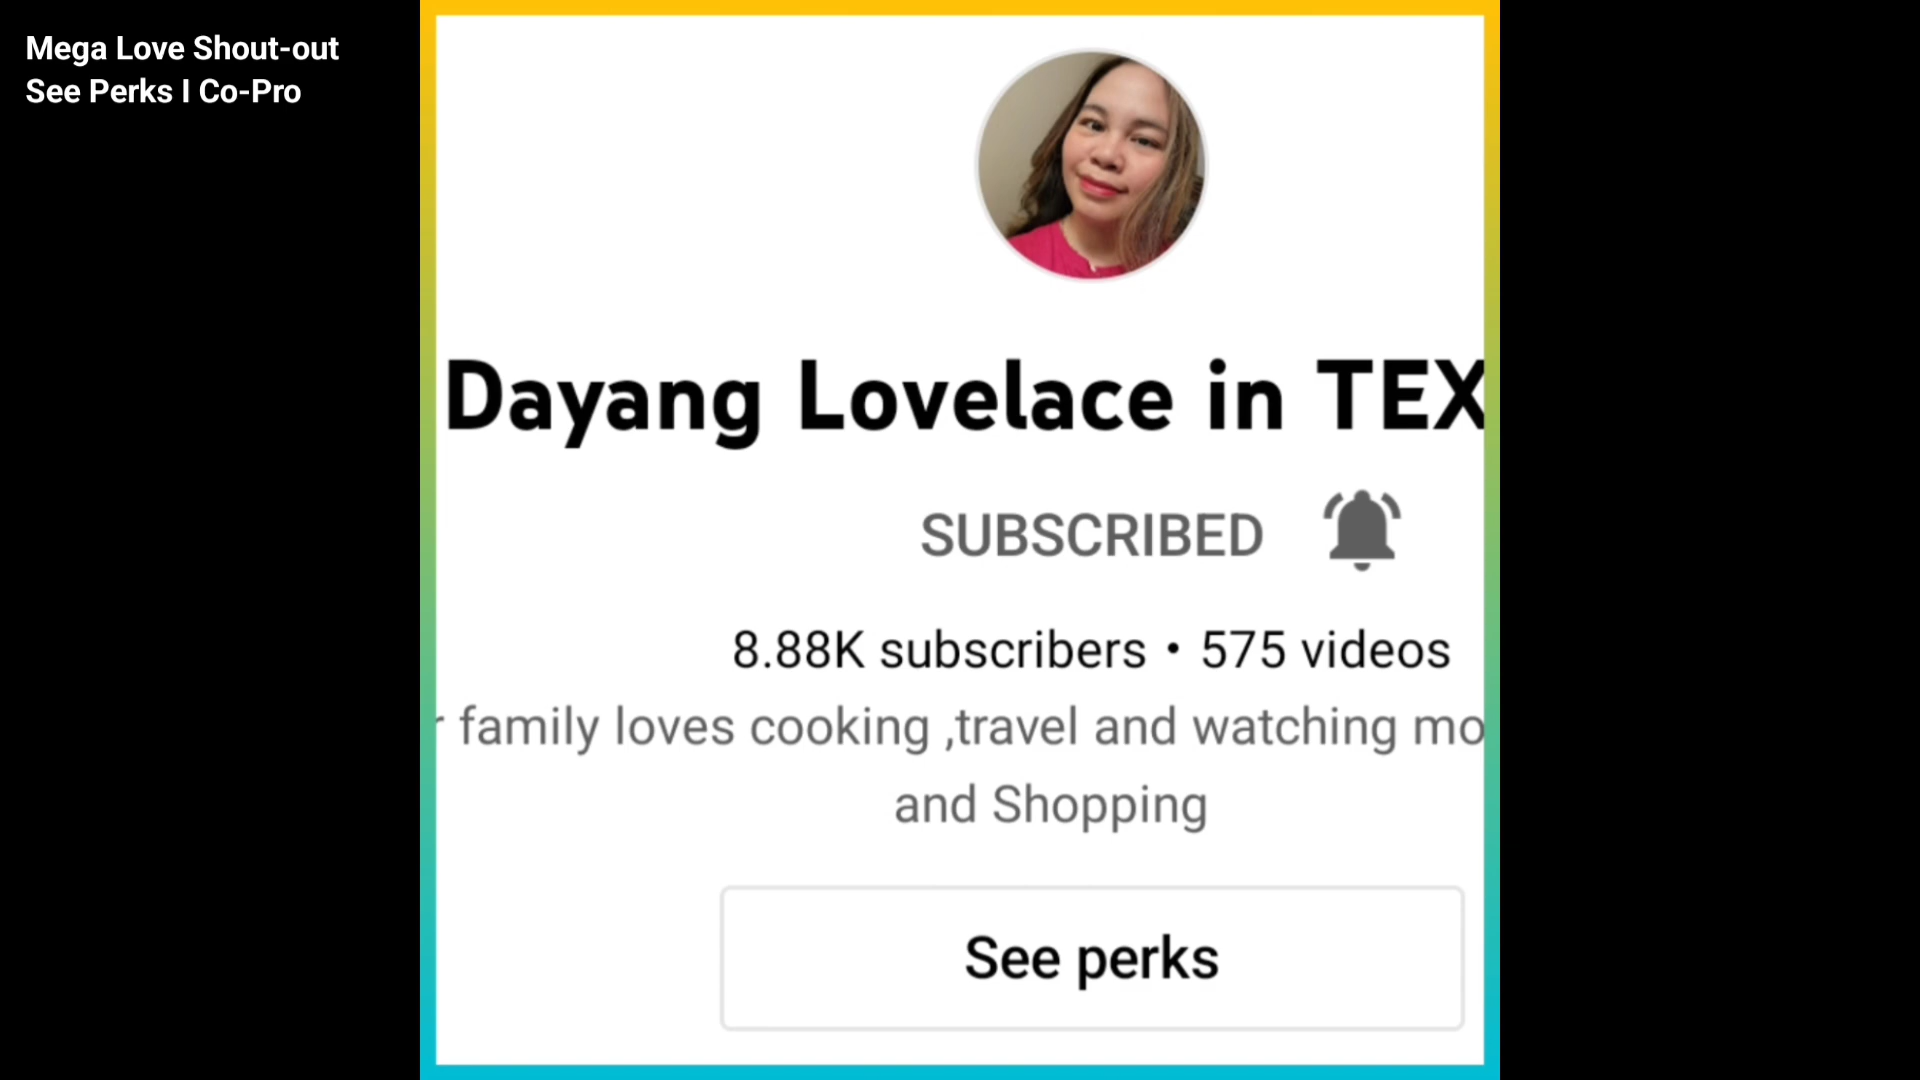 Mega Love Shout-out
See Perks I Co-Pro
Dayang Lovelace in TEX
SUBSCRIBED
8.88K subscribers • 575 videos
r family loves cooking ,travel and watching mo
and Shopping
See perks